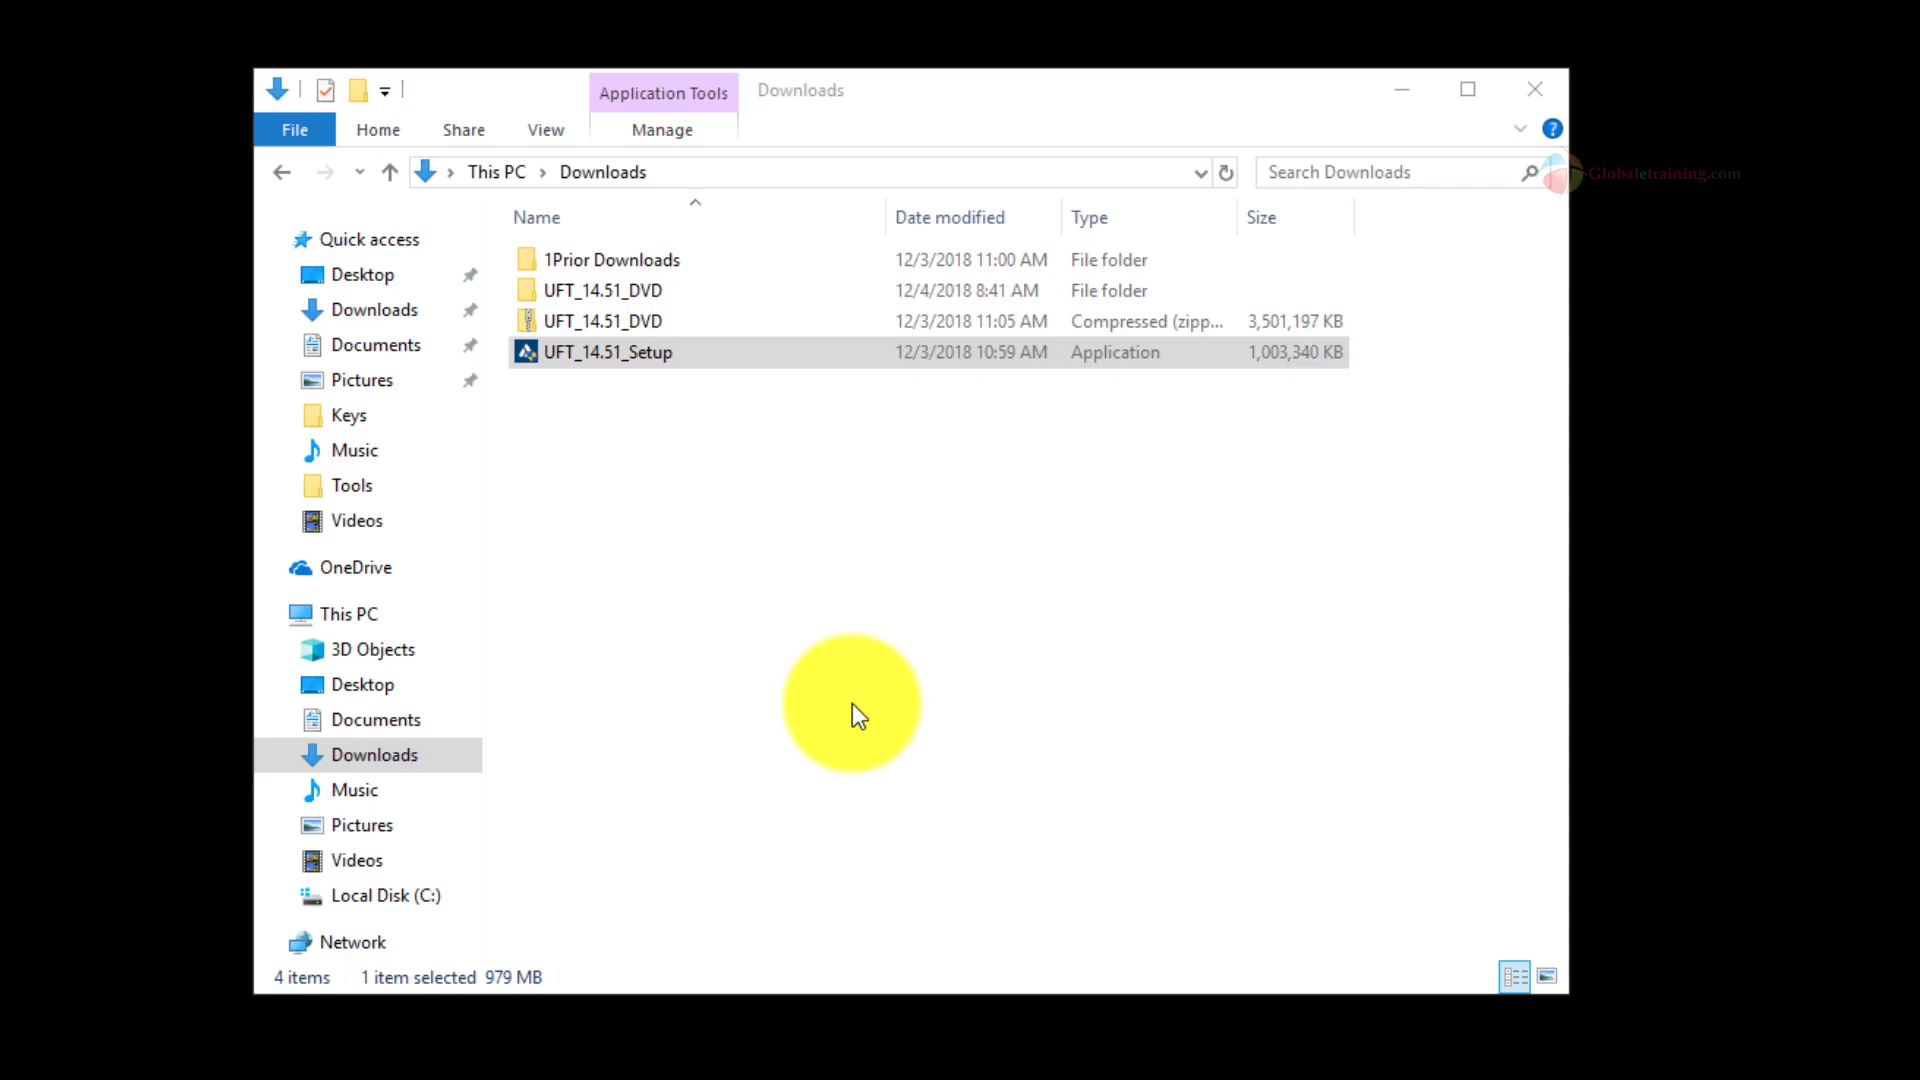 Application Tools Downloads
File Home Share View Manage ?
This PC Downloads Search Downloads
Globaletraining.com
Name Date modified Type Size
Quick access
Desktop
Downloads
Documents
Pictures
Keys
Music
Tools
Videos
OneDrive
This PC
3D Objects
Desktop
Documents
Downloads
Music
Pictures
Videos
Local Disk (C:)
Network
1Prior Downloads 12/3/2018 11:00 AM File folder
UFT_14.51_DVD 12/4/2018 8:41 AM File folder
UFT_14.51_DVD 12/3/2018 11:05 AM Compressed (zipp... 3,501,197 KB
UFT_14.51_Setup 12/3/2018 10:59 AM Application 1,003,340 KB
4 items 1 item selected 979 MB